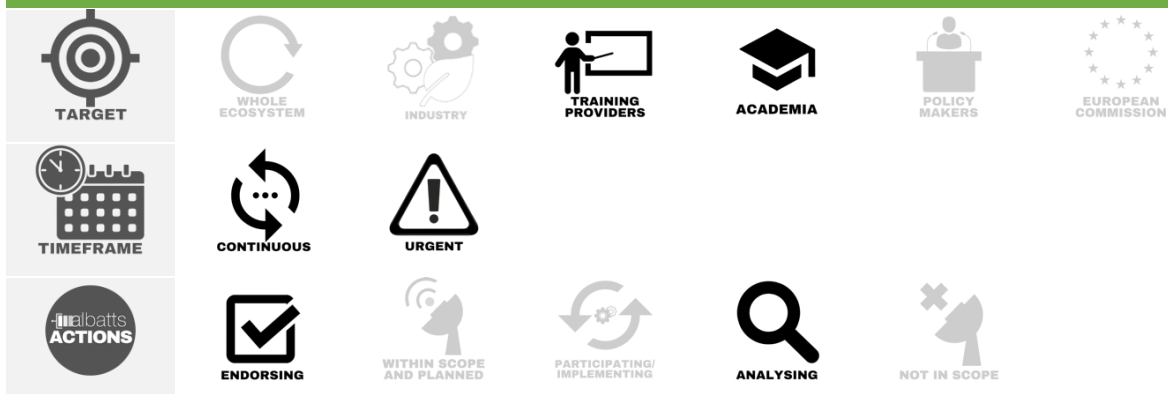 TARGET
WHOLE
ECOSYSTEM
INDUSTRY
TRAINING
PROVIDERS
ACADEMIA
POLICY
MAKERS
EUROPEAN
COMMISSION
TIMEFRAME
CONTINUOUS
URGENT
albatts
ACTIONS
ENDORSING
WITHIN SCOPE
AND PLANNED
PARTICIPATING/
IMPLEMENTING
ANALYSING
NOT IN SCOPE